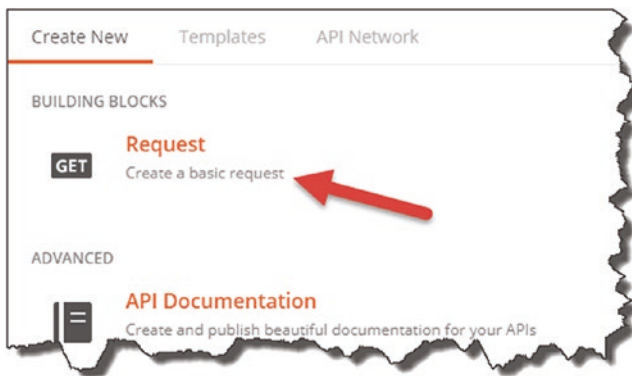 Create New Templates API Network
BUILDING BLOCKS
GET Request
Create a basic request
ADVANCED
API Documentation
Create and publish beautiful documentation for your APIs